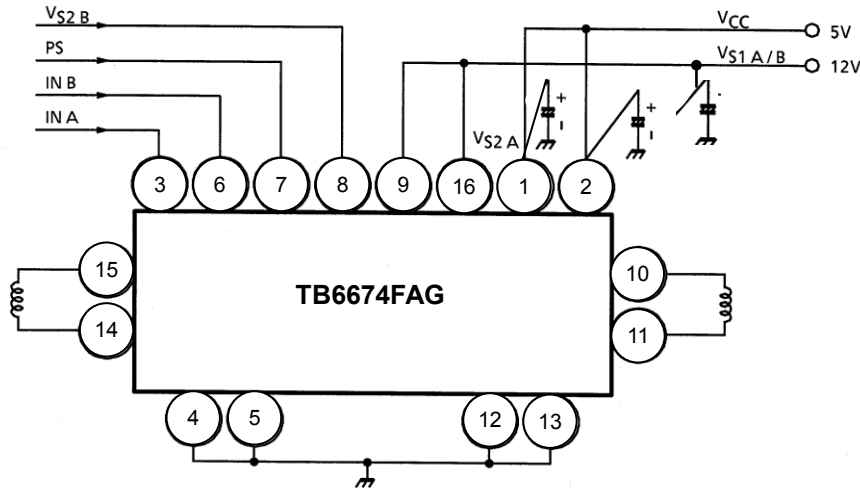 VS2 B
PS
IN B
IN A
VCC
5V
VS1 A/B
12V
VS2 A
+
-
+
-
3
6
7
8
9
16
1
2
15
14
TB6674FAG
10
11
4
5
12
13